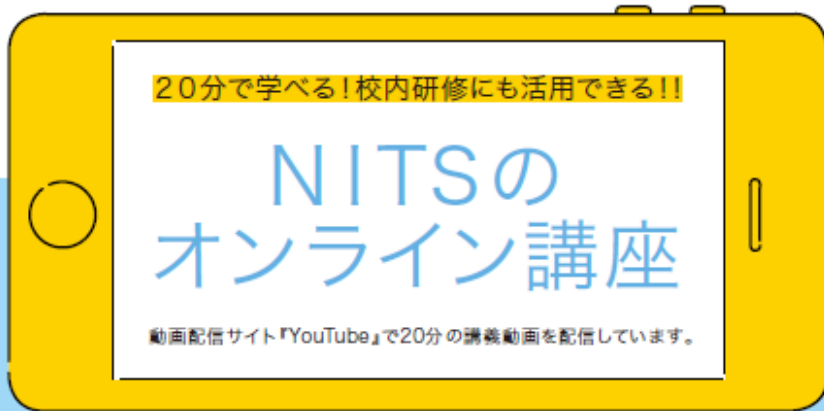 20分で学べる!校内研修にも活用できる!!
NITSの
オンライン講座
動画配信サイト『YouTube』で20分の講義動画を配信しています。